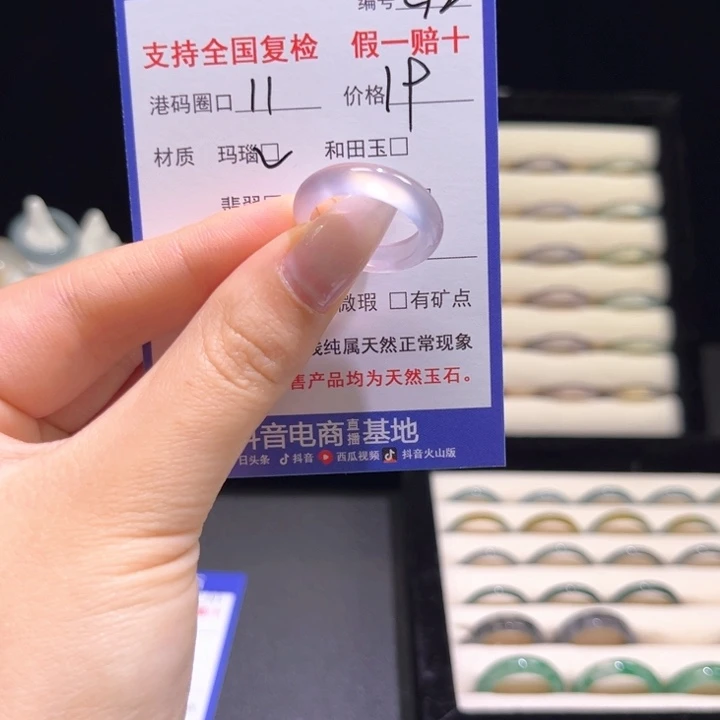 编号
支持全国复检 假一赔十
港码圈口 11 价格 1P
材质 玛瑙☑ 和田玉□
翡翠
微瑕 □有矿点
线纯属天然正常现象
售产品均为天然玉石。
抖音电商直播基地
日头条 抖音 西瓜视频 抖音火山版